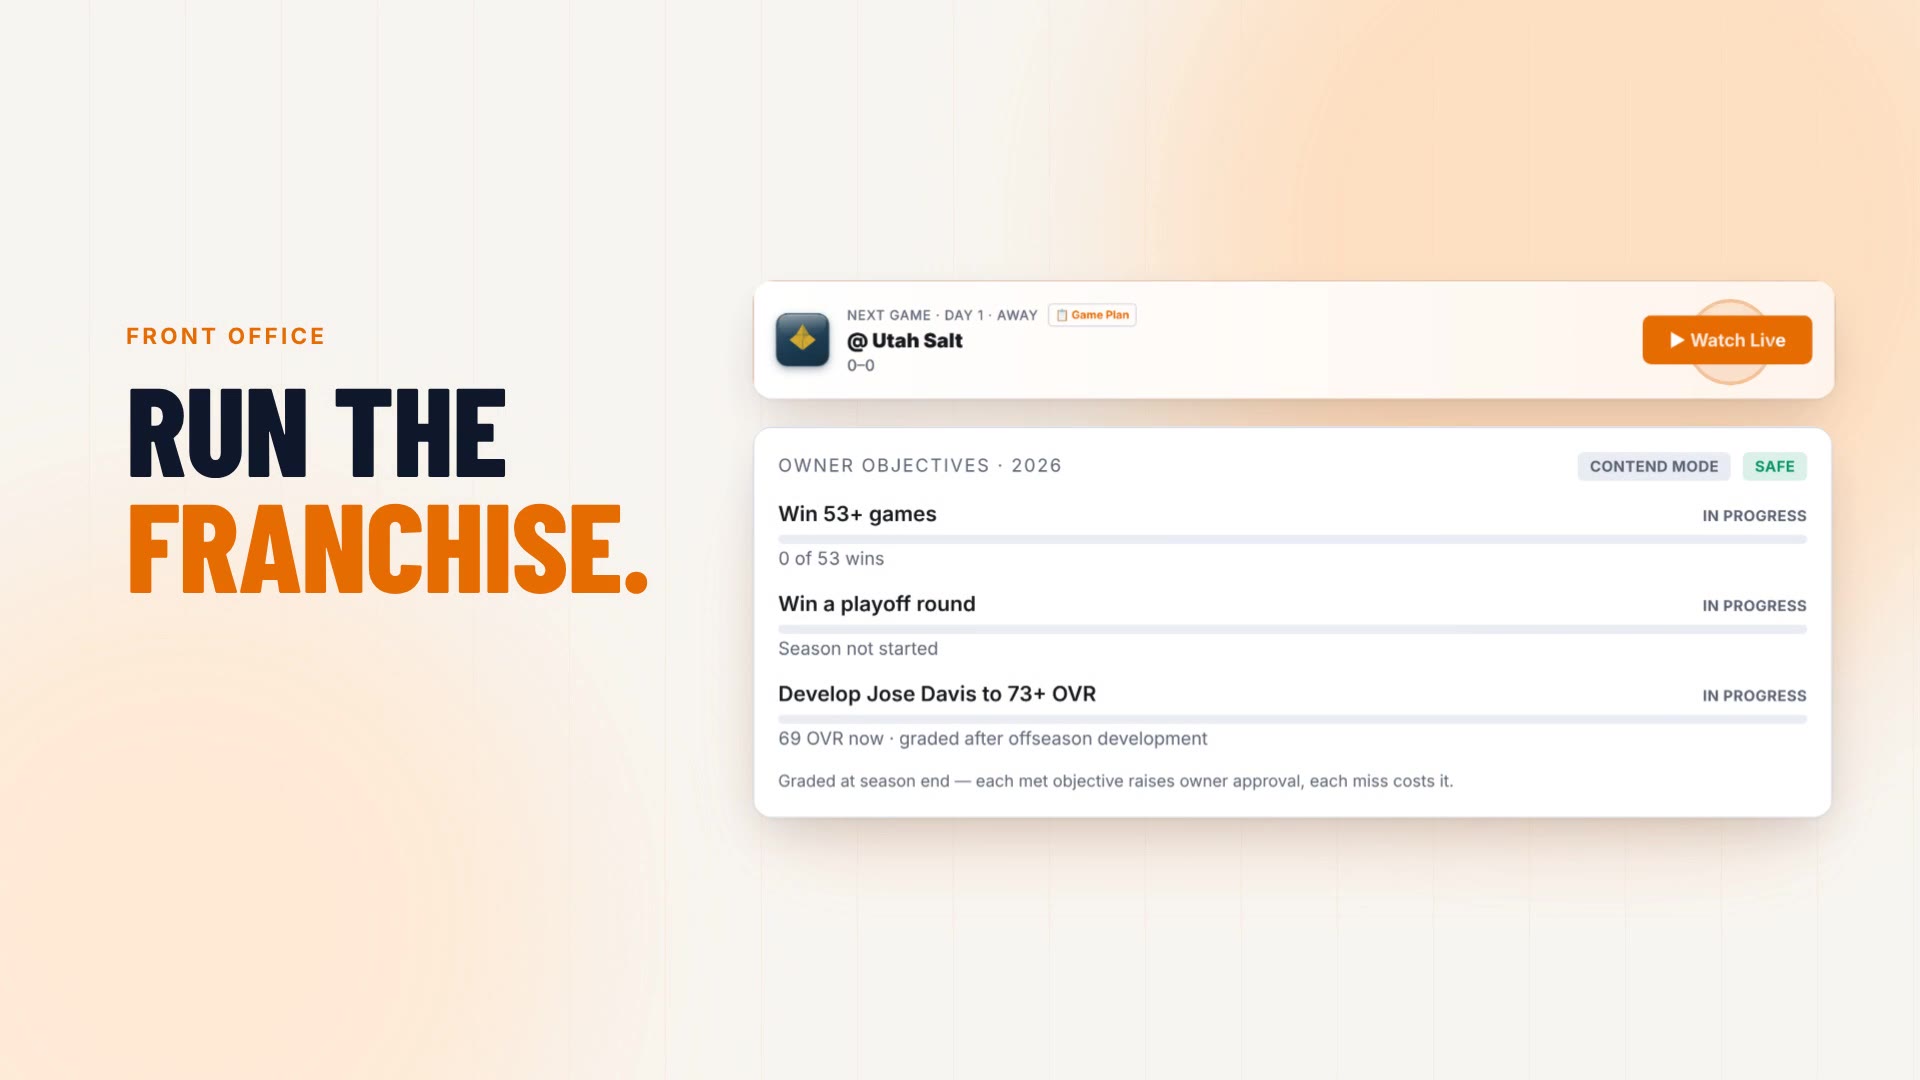 FRONT OFFICE
RUN THE
FRANCHISE.
NEXT GAME · DAY 1 · AWAY
📋 Game Plan
@ Utah Salt
0–0
▶ Watch Live
OWNER OBJECTIVES · 2026
CONTEND MODE
SAFE
Win 53+ games
IN PROGRESS
0 of 53 wins
Win a playoff round
IN PROGRESS
Season not started
Develop Jose Davis to 73+ OVR
IN PROGRESS
69 OVR now · graded after offseason development
Graded at season end — each met objective raises owner approval, each miss costs it.